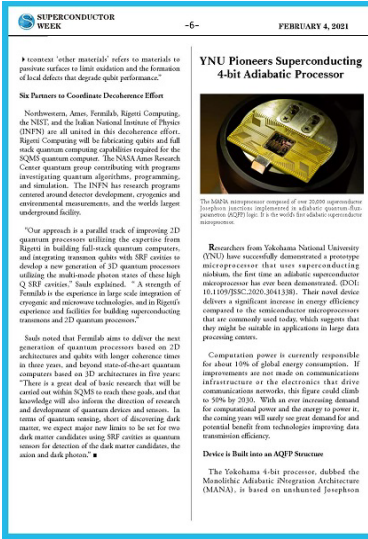 SUPERCONDUCTOR
WEEK
-6-
FEBRUARY 4, 2021
context 'other materials' refers to materials to
passivate surfaces to limit oxidation and the formation
of local defects that degrade qubit performance."
Six Partners to Coordinate Decoherence Effort
Northwestern, Ames, Fermilab, Rigetti Computing,
the NIST, and the Italian National Institute of Physics
(INFN) are all united in this decoherence effort.
Rigetti Computing will be fabricating qubits and full
stack quantum computing capabilities required for the
SQMS quantum computer. The NASA Ames Research
Center quantum group contributing with programs
investigating quantum algorithms, programming,
and simulation. The INFN has research programs
centered around detector development, cryogenics and
environmental measurements, and the worlds largest
underground facility.
"Our approach is a parallel track of improving 2D
quantum processors utilizing the expertise from
Rigetti in building full-stack quantum computers,
and integrating transmon qubits with SRF cavities to
develop a new generation of 3D quantum processors
utilizing the multi-mode photon states of these high
Q SRF cavities," Sauls explained. " A strength of
Fermilab is the experience in large scale integration of
cryogenic and microwave technologies, and in Rigetti's
experience and facilities for building superconducting
transmons and 2D quantum processors."
Sauls noted that Fermilab aims to deliver the next
generation of quantum processors based on 2D
architectures and qubits with longer coherence times
in three years, and beyond state-of-the-art quantum
computers based on 3D architectures in five years:
"There is a great deal of basic research that will be
carried out within SQMS to reach these goals, and that
knowledge will also inform the direction of research
and development of quantum devices and sensors. In
terms of quantum sensing, short of discovering dark
matter, we expect major new limits to be set for two
dark matter candidates using SRF cavities as quantum
sensors for detection of the dark matter candidates, the
axion and dark photon." ■
YNU Pioneers Superconducting
4-bit Adiabatic Processor
The MANA microprocessor composed of over 20,000 superconductor
Josephson junctions implemented in adiabatic quantum-flux-
parametron (AQFP) logic. It is the world's first adiabatic superconductor
microprocessor.
Researchers from Yokohama National University
(YNU) have successfully demonstrated a prototype
microprocessor that uses superconducting
niobium, the first time an adiabatic superconductor
microprocessor has ever been demonstrated. (DOI:
10.1109/JSSC.2020.3041338). Their novel device
delivers a significant increase in energy efficiency
compared to the semiconductor microprocessors
that are commonly used today, which suggests that
they might be suitable in applications in large data
processing centers.
Computation power is currently responsible
for about 10% of global energy consumption. If
improvements are not made on communications
infrastructure or the electronics that drive
communications networks, this figure could climb
to 50% by 2030. With an ever increasing demand
for computational power and the energy to power it,
the coming years will surely see great demand for and
potential benefit from technologies improving data
transmission efficiency.
Device is Built into an AQFP Structure
The Yokohama 4-bit processor, dubbed the
Monolithic Adiabatic iNtegration Architecture
(MANA), is based on unshunted Josephson